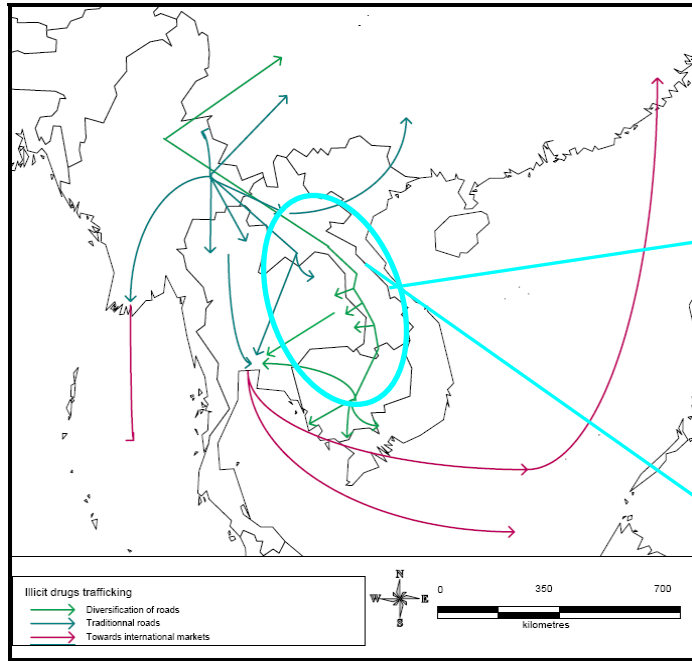 Illicit drugs trafficking
Diversification of roads
Traditionnal roads
Towards international markets
N
W E
S
0 350 700
kilometres